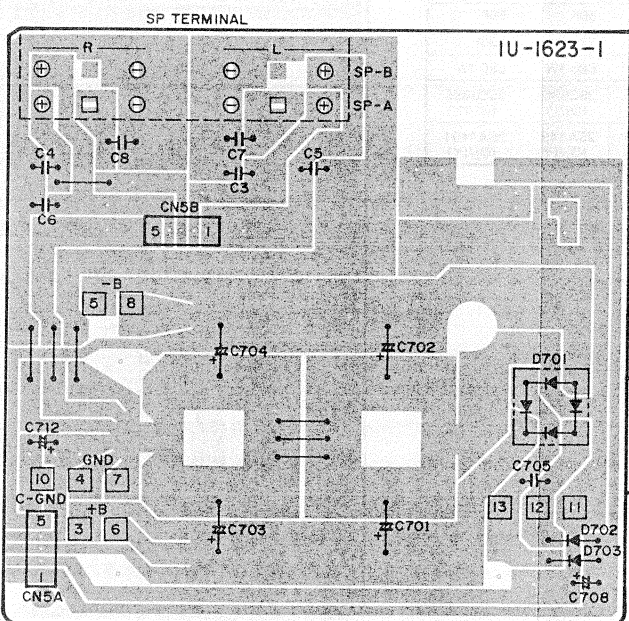 SP TERMINAL
R L 1U-1623-1
SP-B
SP-A
C4 C8 C7 C5
C3
C6
CN5B
5 1
-B
5 8
C704 C702
D701
C712
GND
10 4 7
C-GND
C705
13 12 11
+B
5 3 6
C703 C701
D702
D703
1
CN5A
C708